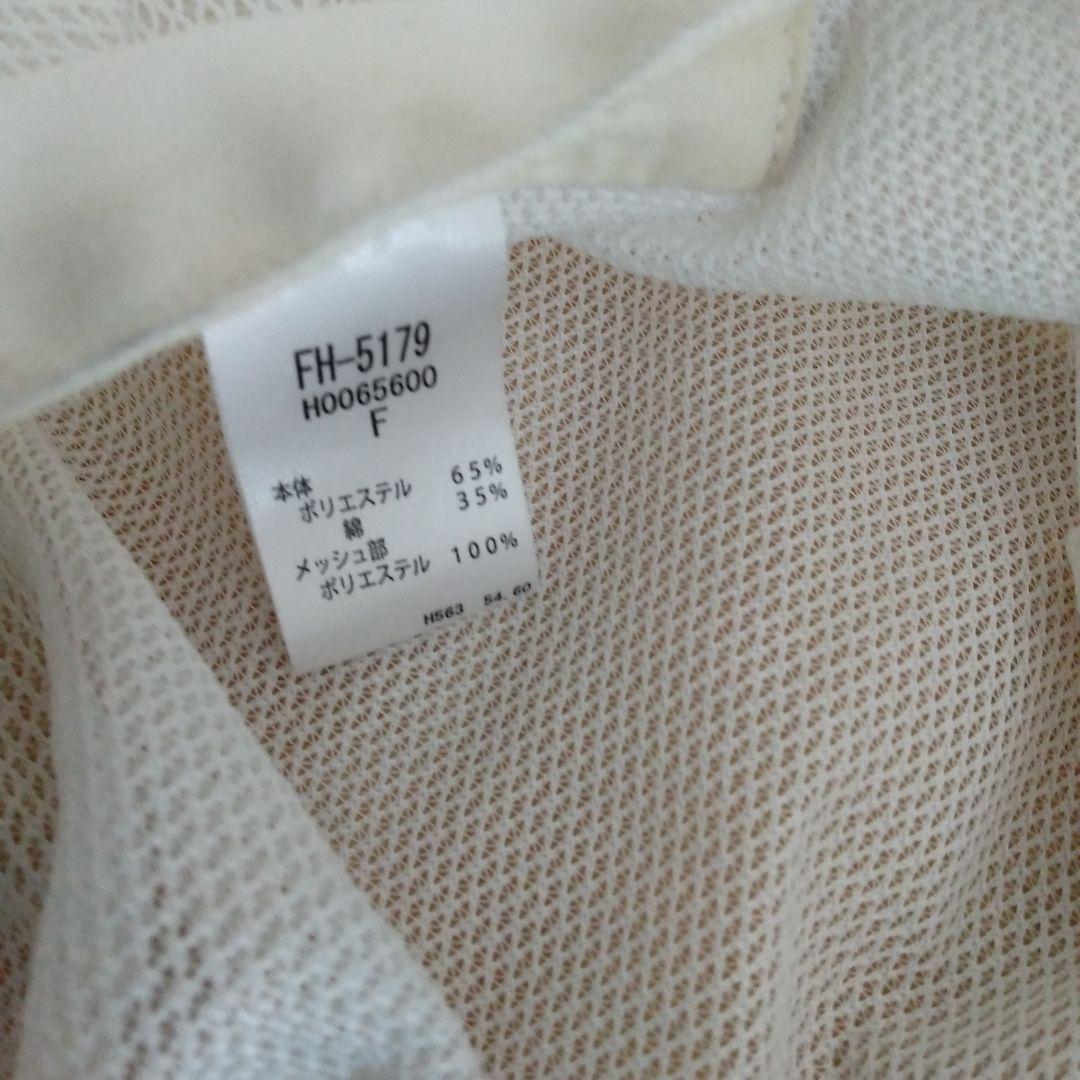 FH-5179
H0065600
F
本体
ポリエステル 65%
綿 35%
メッシュ部
ポリエステル 100%
H563 54.60